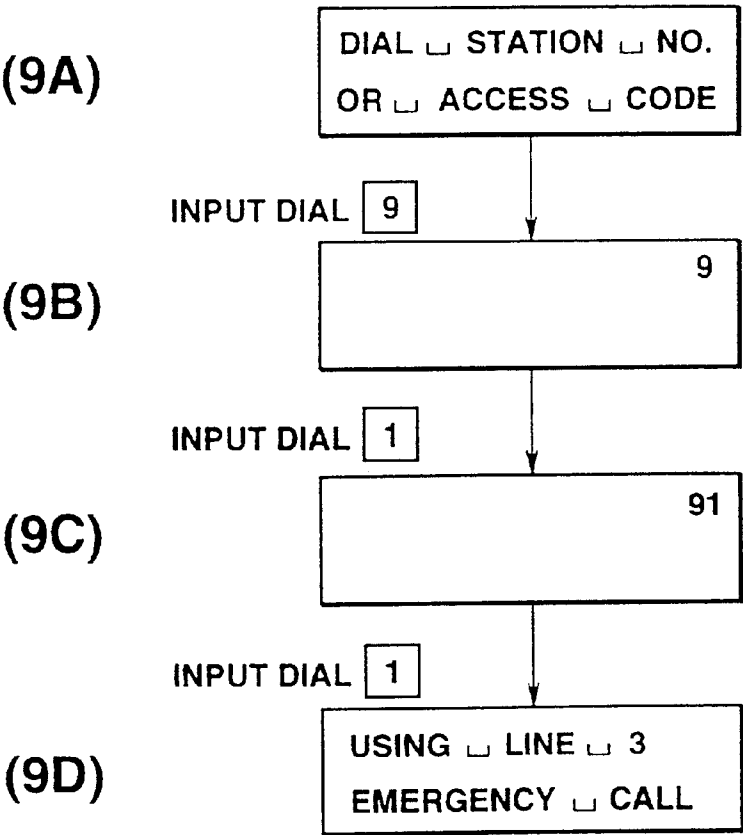 (9A)
DIAL ␣ STATION ␣ NO.
OR ␣ ACCESS ␣ CODE
INPUT DIAL 9
(9B)
9
INPUT DIAL 1
(9C)
91
INPUT DIAL 1
(9D)
USING ␣ LINE ␣ 3
EMERGENCY ␣ CALL